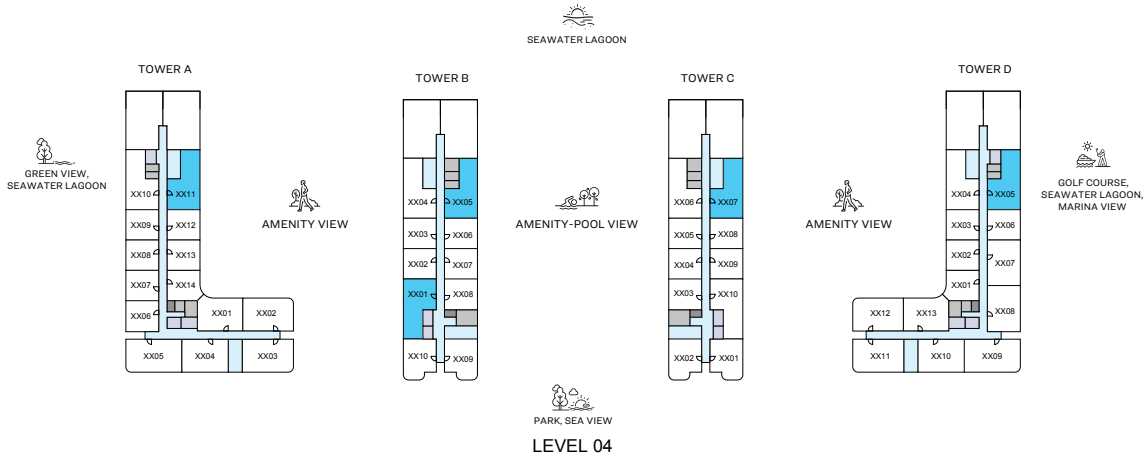 SEAWATER LAGOON
TOWER A
TOWER B
TOWER C
TOWER D
GREEN VIEW,
SEAWATER LAGOON
AMENITY VIEW
AMENITY-POOL VIEW
AMENITY VIEW
GOLF COURSE,
SEAWATER LAGOON,
MARINA VIEW
XX10 XX11
XX09 XX12
XX08 XX13
XX07 XX14
XX06 XX01 XX02
XX05 XX04 XX03
XX04 XX05
XX03 XX06
XX02 XX07
XX01 XX08
XX10 XX09
XX06 XX07
XX05 XX08
XX04 XX09
XX03 XX10
XX02 XX01
XX04 XX05
XX03 XX06
XX02 XX07
XX01
XX12 XX13 XX08
XX11 XX10 XX09
PARK, SEA VIEW
LEVEL 04